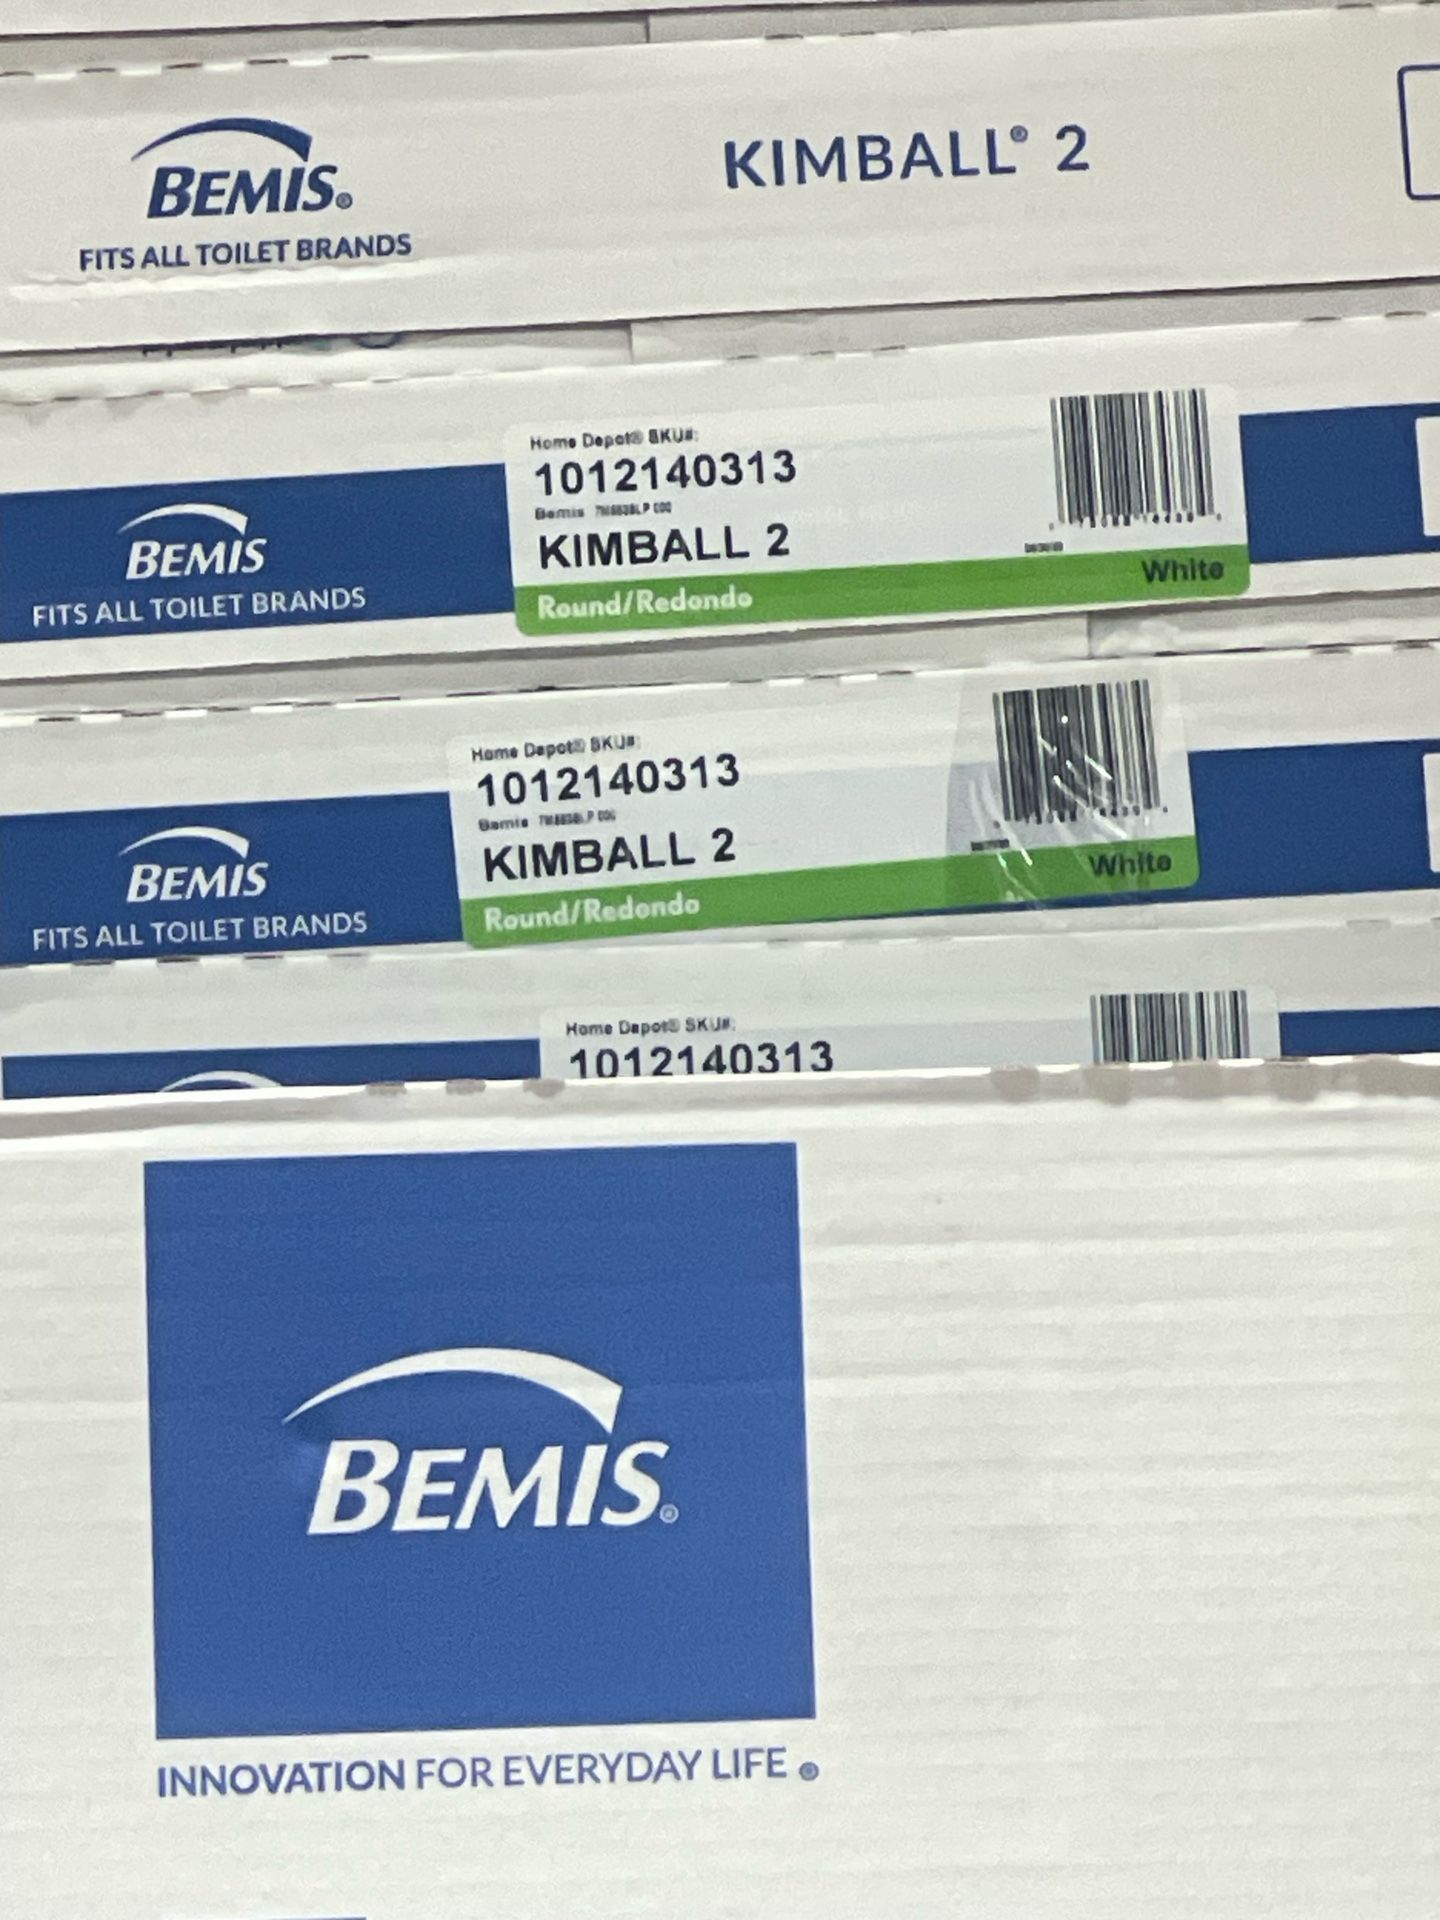 BEMIS®
FITS ALL TOILET BRANDS
KIMBALL® 2
Home Depot® SKU#:
1012140313
Bemis
KIMBALL 2
Round/Redondo
White
BEMIS
FITS ALL TOILET BRANDS
Home Depot® SKU#:
1012140313
Bemis
KIMBALL 2
Round/Redondo
White
BEMIS
FITS ALL TOILET BRANDS
Home Depot® SKU#:
1012140313
BEMIS®
INNOVATION FOR EVERYDAY LIFE®